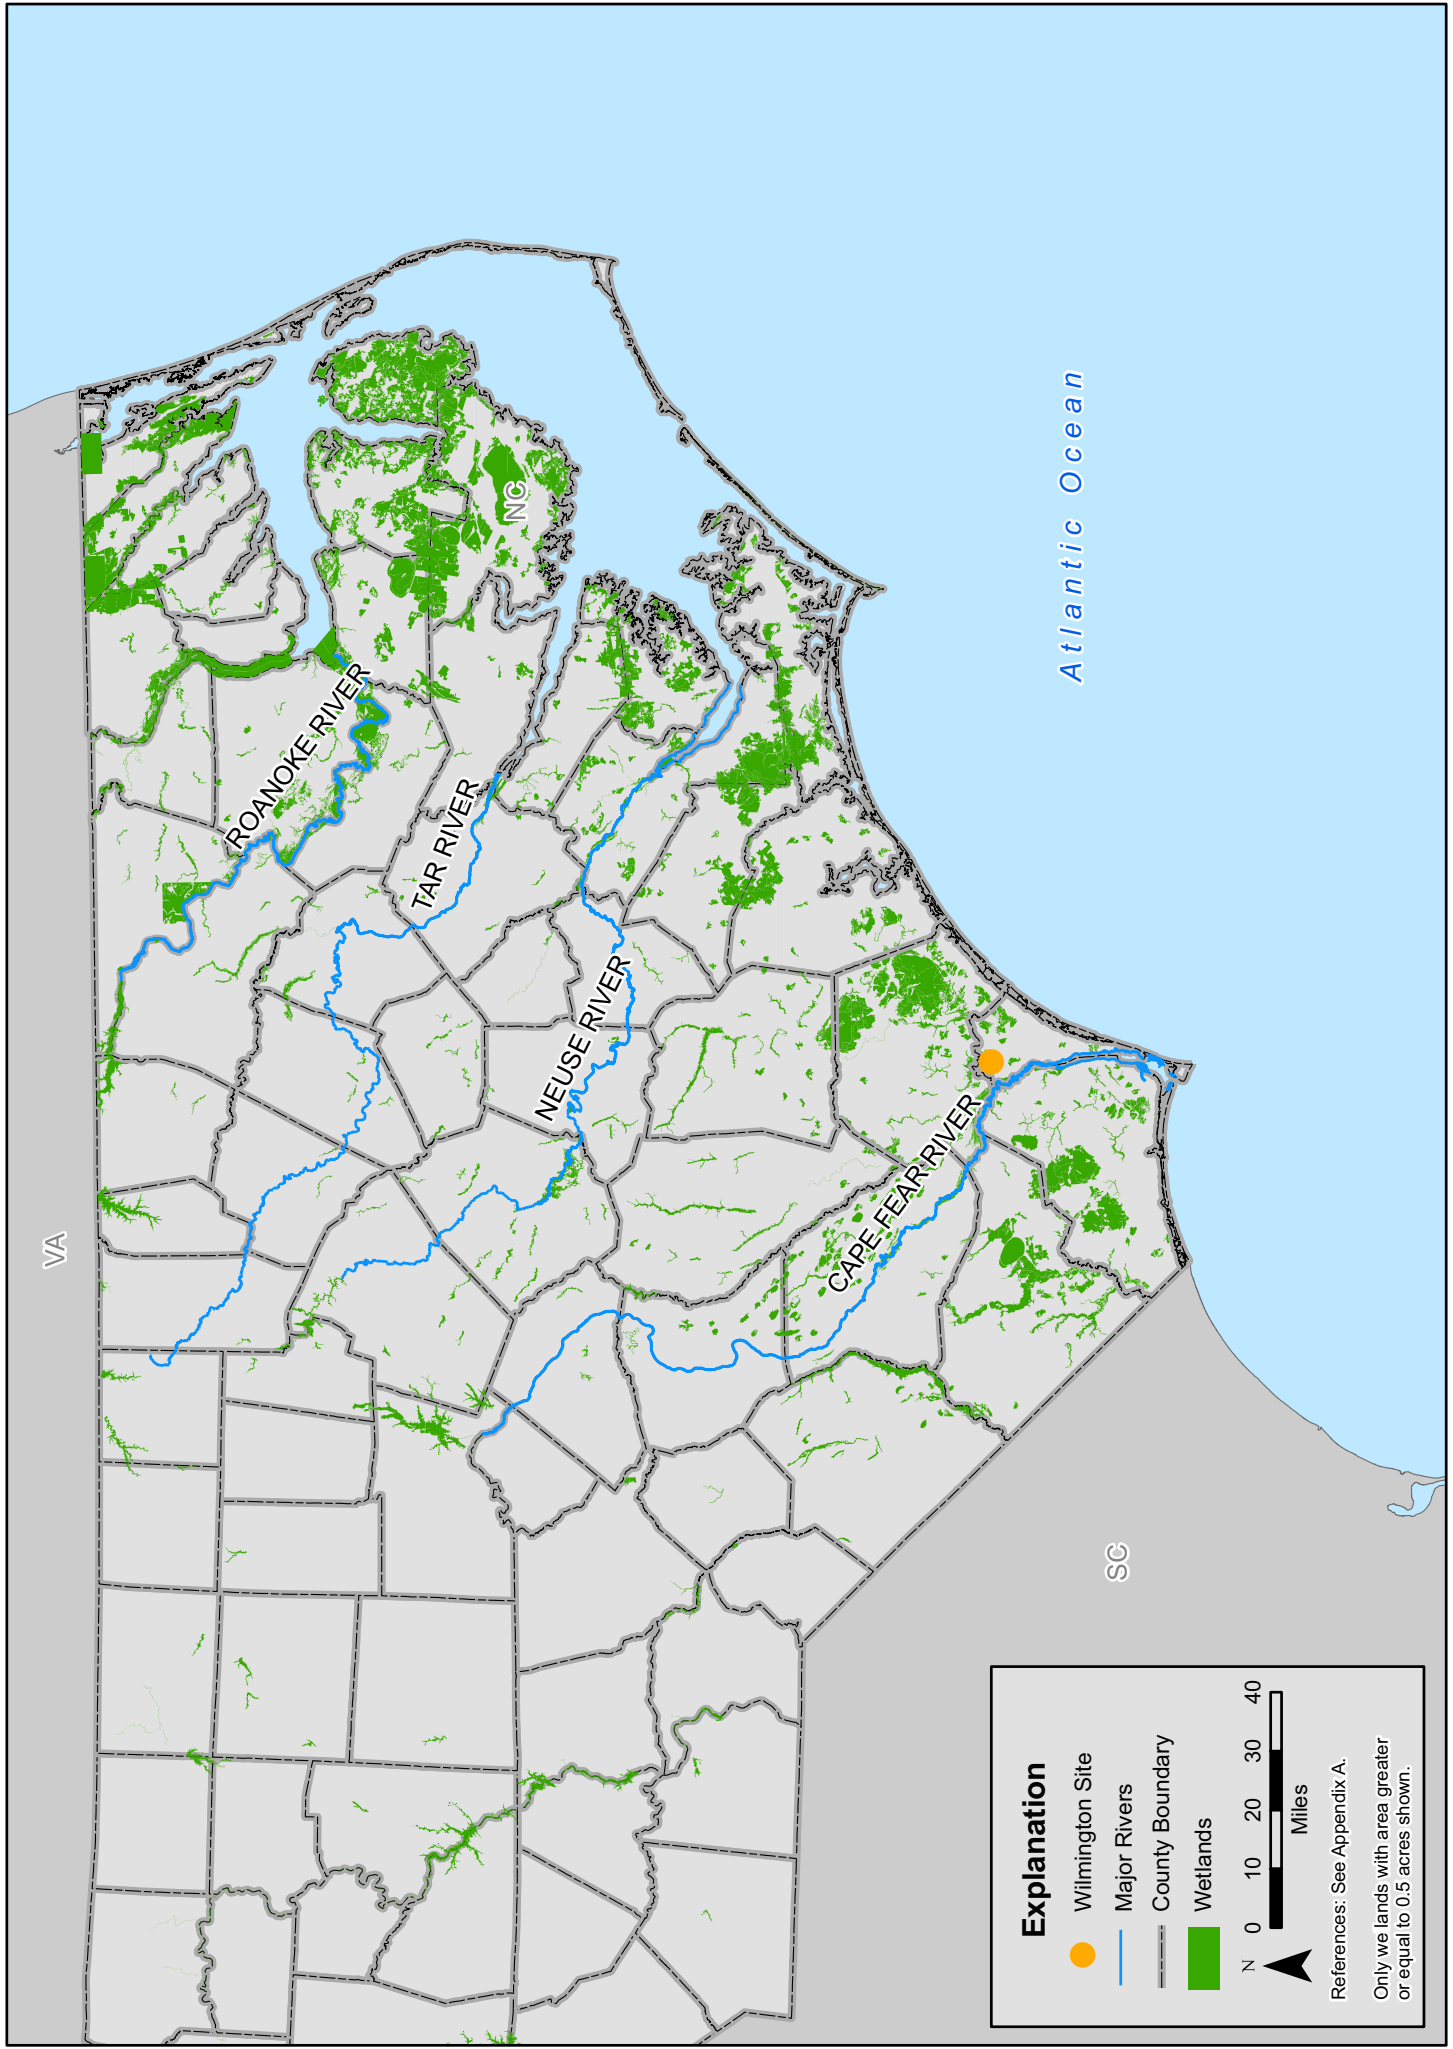 VA
ROANOKE RIVER
TAR RIVER
NC
NEUSE RIVER
CAPE FEAR RIVER
Atlantic Ocean
SC
Explanation
Wilmington Site
Major Rivers
County Boundary
Wetlands
N
0 10 20 30 40
Miles
References: See Appendix A.
Only we lands with area greater
or equal to 0.5 acres shown.